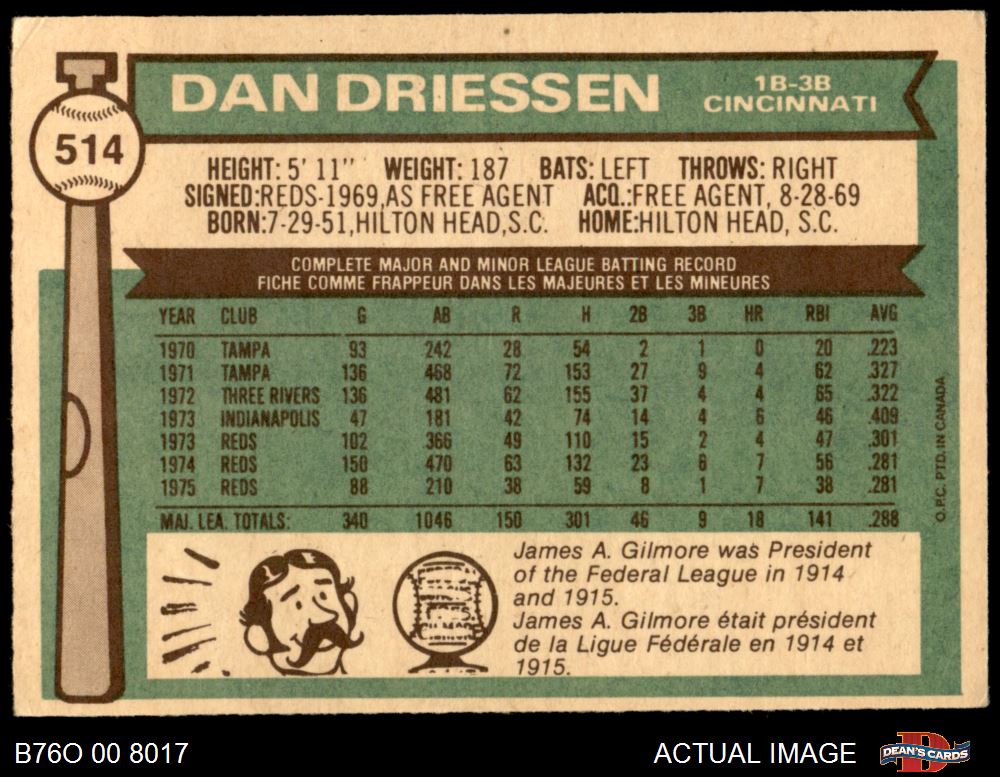 DAN DRIESSEN
1B-3B
CINCINNATI
514
HEIGHT: 5' 11" WEIGHT: 187 BATS: LEFT THROWS: RIGHT
SIGNED:REDS-1969,AS FREE AGENT ACQ.:FREE AGENT, 8-28-69
BORN:7-29-51,HILTON HEAD,S.C. HOME:HILTON HEAD, S.C.
COMPLETE MAJOR AND MINOR LEAGUE BATTING RECORD
FICHE COMME FRAPPEUR DANS LES MAJEURES ET LES MINEURES
YEAR CLUB G AB R H 2B 3B HR RBI AVG
1970 TAMPA 93 242 28 54 2 1 0 20 .223
1971 TAMPA 136 468 72 153 27 9 4 62 .327
1972 THREE RIVERS 136 481 62 155 37 4 4 65 .322
1973 INDIANAPOLIS 47 181 42 74 14 4 6 46 .409
1973 REDS 102 366 49 110 15 2 4 47 .301
1974 REDS 150 470 63 132 23 6 7 56 .281
1975 REDS 88 210 38 59 8 1 7 38 .281
MAJ. LEA. TOTALS: 340 1046 150 301 46 9 18 141 .288
O.P.C. PTD. IN CANADA
James A. Gilmore was President
of the Federal League in 1914
and 1915.
James A. Gilmore était président
de la Ligue Fédérale en 1914 et
1915.
B76O 00 8017
ACTUAL IMAGE
DEAN'S CARDS